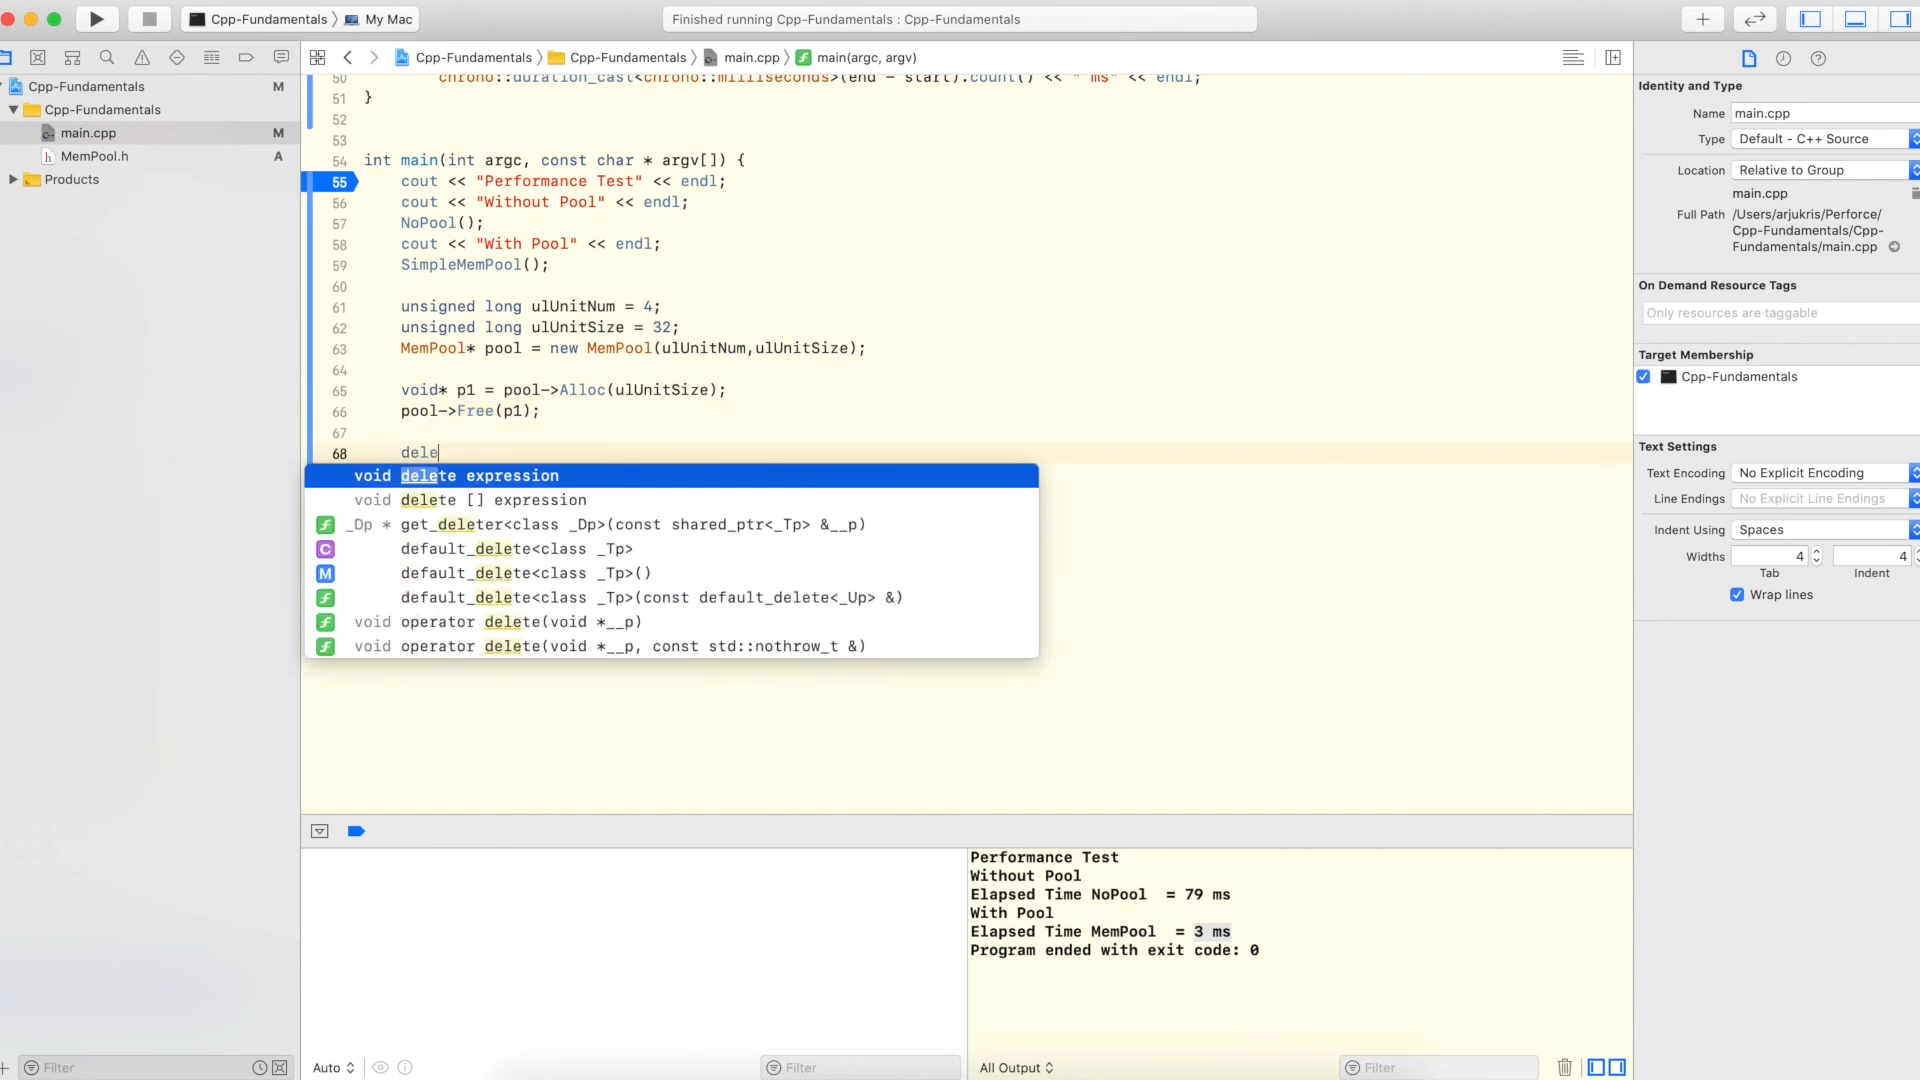 Cpp-Fundamentals
My Mac
Finished running Cpp-Fundamentals : Cpp-Fundamentals
Cpp-Fundamentals
Cpp-Fundamentals
main.cpp
main(argc, argv)
Cpp-Fundamentals M
Cpp-Fundamentals
main.cpp M
MemPool.h A
Products
50 chrono::duration_cast<chrono::milliseconds>(end - start).count() << " ms" << endl;
51 }
52
53
54 int main(int argc, const char * argv[]) {
55 cout << "Performance Test" << endl;
56 cout << "Without Pool" << endl;
57 NoPool();
58 cout << "With Pool" << endl;
59 SimpleMemPool();
60
61 unsigned long ulUnitNum = 4;
62 unsigned long ulUnitSize = 32;
63 MemPool* pool = new MemPool(ulUnitNum,ulUnitSize);
64
65 void* p1 = pool->Alloc(ulUnitSize);
66 pool->Free(p1);
67
68 dele
void delete expression
void delete [] expression
f _Dp * get_deleter<class _Dp>(const shared_ptr<_Tp> &__p)
C default_delete<class _Tp>
M default_delete<class _Tp>()
f default_delete<class _Tp>(const default_delete<_Up> &)
f void operator delete(void *__p)
f void operator delete(void *__p, const std::nothrow_t &)
Performance Test
Without Pool
Elapsed Time NoPool  = 79 ms
With Pool
Elapsed Time MemPool  = 3 ms
Program ended with exit code: 0
Filter
Auto
Filter
All Output
Filter
Identity and Type
Name main.cpp
Type Default - C++ Source
Location Relative to Group
main.cpp
Full Path /Users/arjukris/Perforce/
Cpp-Fundamentals/Cpp-
Fundamentals/main.cpp
On Demand Resource Tags
Only resources are taggable
Target Membership
Cpp-Fundamentals
Text Settings
Text Encoding No Explicit Encoding
Line Endings No Explicit Line Endings
Indent Using Spaces
Widths 4 4
Tab Indent
Wrap lines